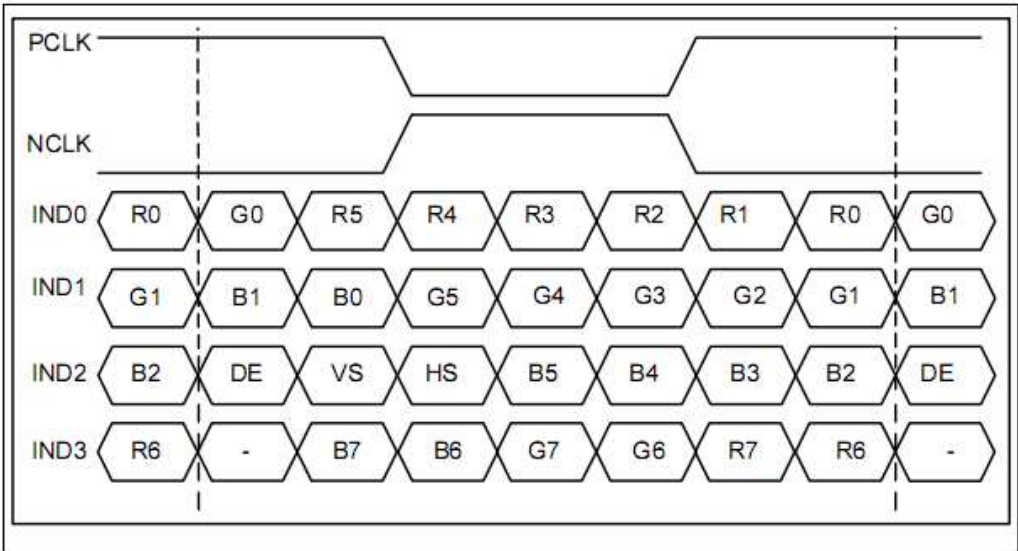 PCLK
NCLK
IND0 R0 G0 R5 R4 R3 R2 R1 R0 G0
IND1 G1 B1 B0 G5 G4 G3 G2 G1 B1
IND2 B2 DE VS HS B5 B4 B3 B2 DE
IND3 R6 - B7 B6 G7 G6 R7 R6 -